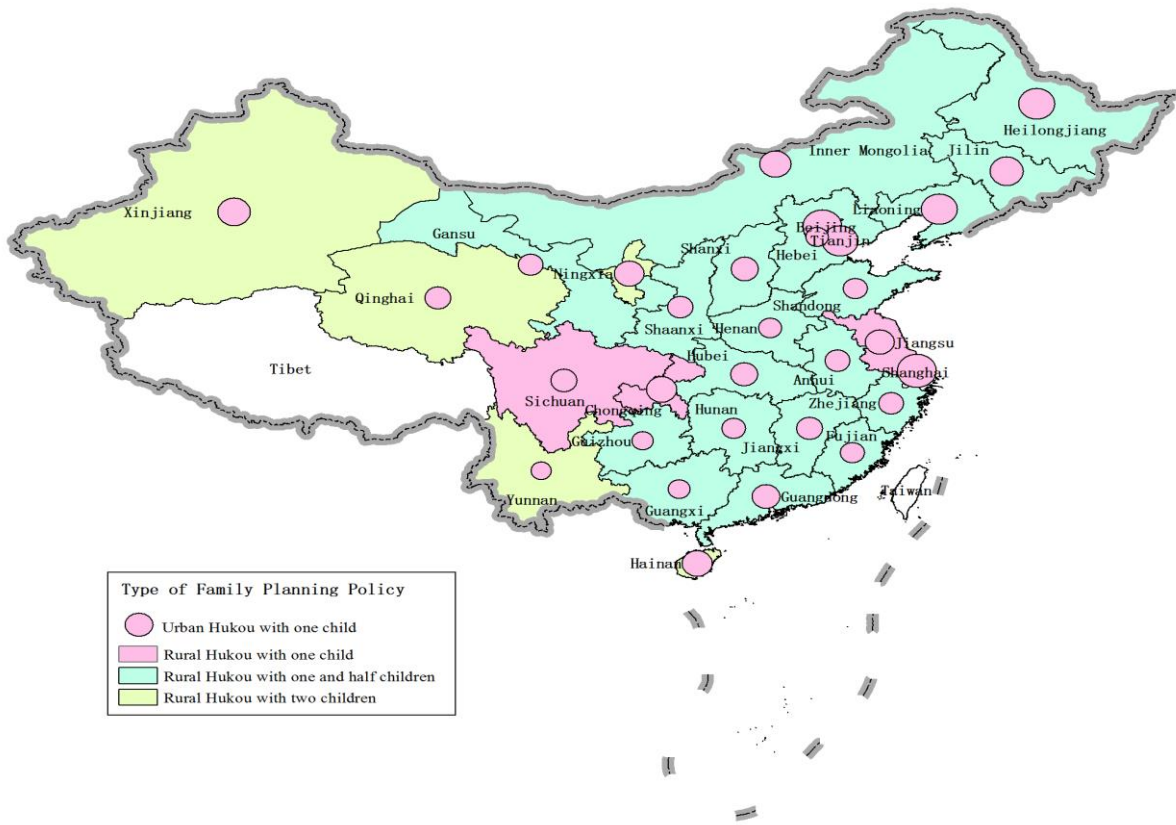 Heilongjiang
Inner Mongolia
Jilin
Xinjiang
Liaoning
Beijing
Gansu
Tianjin
Shanxi
Hebei
Ningxia
Qinghai
Shandong
Shaanxi
Henan
Jiangsu
Hubei
Tibet
Anhui
Shanghai
Sichuan
Chongqing
Hunan
Zhejiang
Guizhou
Jiangxi
Fujian
Yunnan
Guangxi
Guangdong
Taiwan
Hainan
Type of Family Planning Policy
Urban Hukou with one child
Rural Hukou with one child
Rural Hukou with one and half children
Rural Hukou with two children